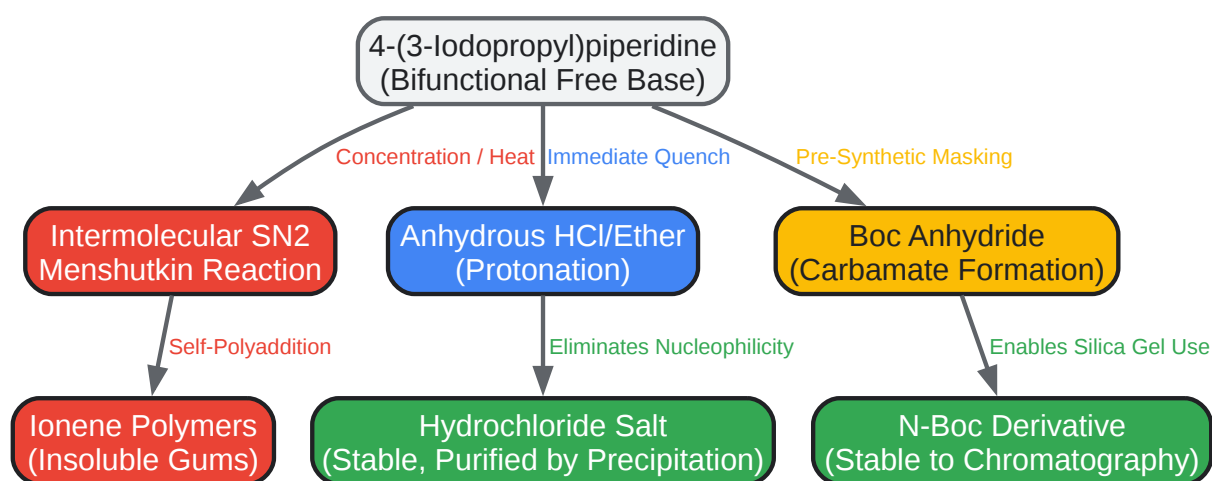 4-(3-Iodopropyl)piperidine
(Bifunctional Free Base)
Concentration / Heat
Immediate Quench
Pre-Synthetic Masking
Intermolecular SN2
Menshutkin Reaction
Anhydrous HCl/Ether
(Protonation)
Boc Anhydride
(Carbamate Formation)
Self-Polyaddition
Eliminates Nucleophilicity
Enables Silica Gel Use
Ionene Polymers
(Insoluble Gums)
Hydrochloride Salt
(Stable, Purified by Precipitation)
N-Boc Derivative
(Stable to Chromatography)